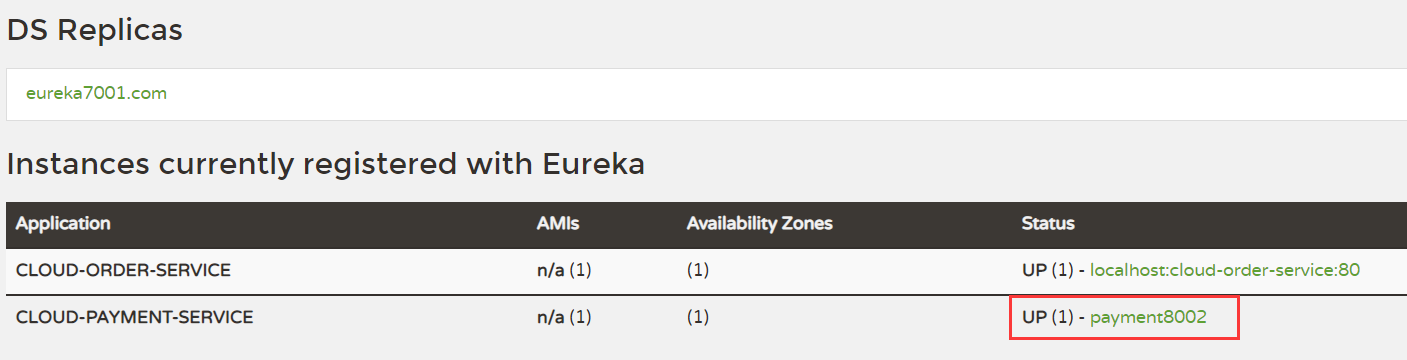 DS Replicas
eureka7001.com
Instances currently registered with Eureka
Application AMIs Availability Zones Status
CLOUD-ORDER-SERVICE n/a (1) (1) UP (1) - localhost:cloud-order-service:80
CLOUD-PAYMENT-SERVICE n/a (1) (1) UP (1) - payment8002